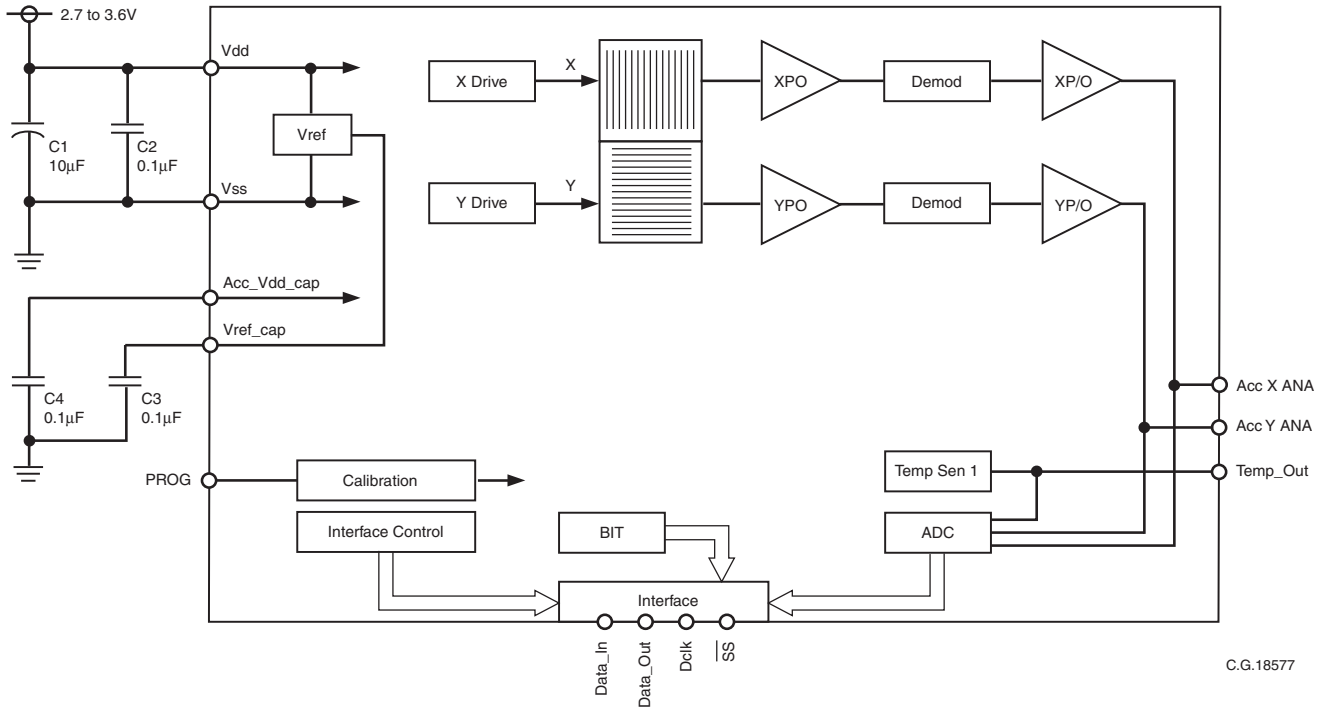 2.7 to 3.6V
Vdd
X Drive
X
XPO
Demod
XP/O
C1
10µF
C2
0.1µF
Vref
Vss
Y Drive
Y
YPO
Demod
YP/O
Acc_Vdd_cap
Vref_cap
C4
0.1µF
C3
0.1µF
Acc X ANA
Acc Y ANA
PROG
Calibration
Temp Sen 1
Temp_Out
Interface Control
BIT
ADC
Interface
Data_In
Data_Out
Dclk
SS
C.G.18577